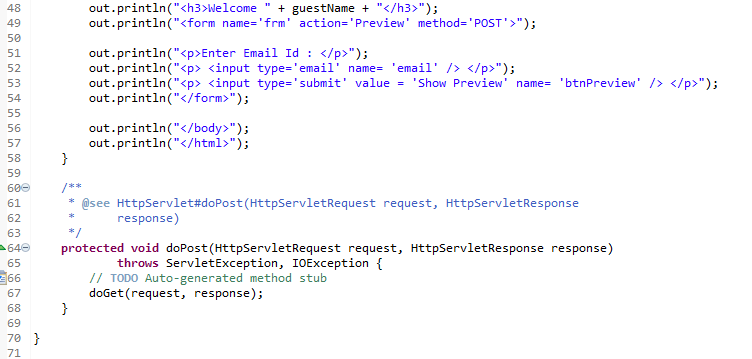 48 out.println("<h3>Welcome " + guestName + "</h3>");
49 out.println("<form name='frm' action='Preview' method='POST'>");
50
51 out.println("<p>Enter Email Id : </p>");
52 out.println("<p> <input type='email' name= 'email' /> </p>");
53 out.println("<p> <input type='submit' value = 'Show Preview' name= 'btnPreview' /> </p>");
54 out.println("</form>");
55
56 out.println("</body>");
57 out.println("</html>");
58 }
59
60 /**
61 * @see HttpServlet#doPost(HttpServletRequest request, HttpServletResponse
62 * response)
63 */
64 protected void doPost(HttpServletRequest request, HttpServletResponse response)
65 throws ServletException, IOException {
66 // TODO Auto-generated method stub
67 doGet(request, response);
68 }
69
70 }
71